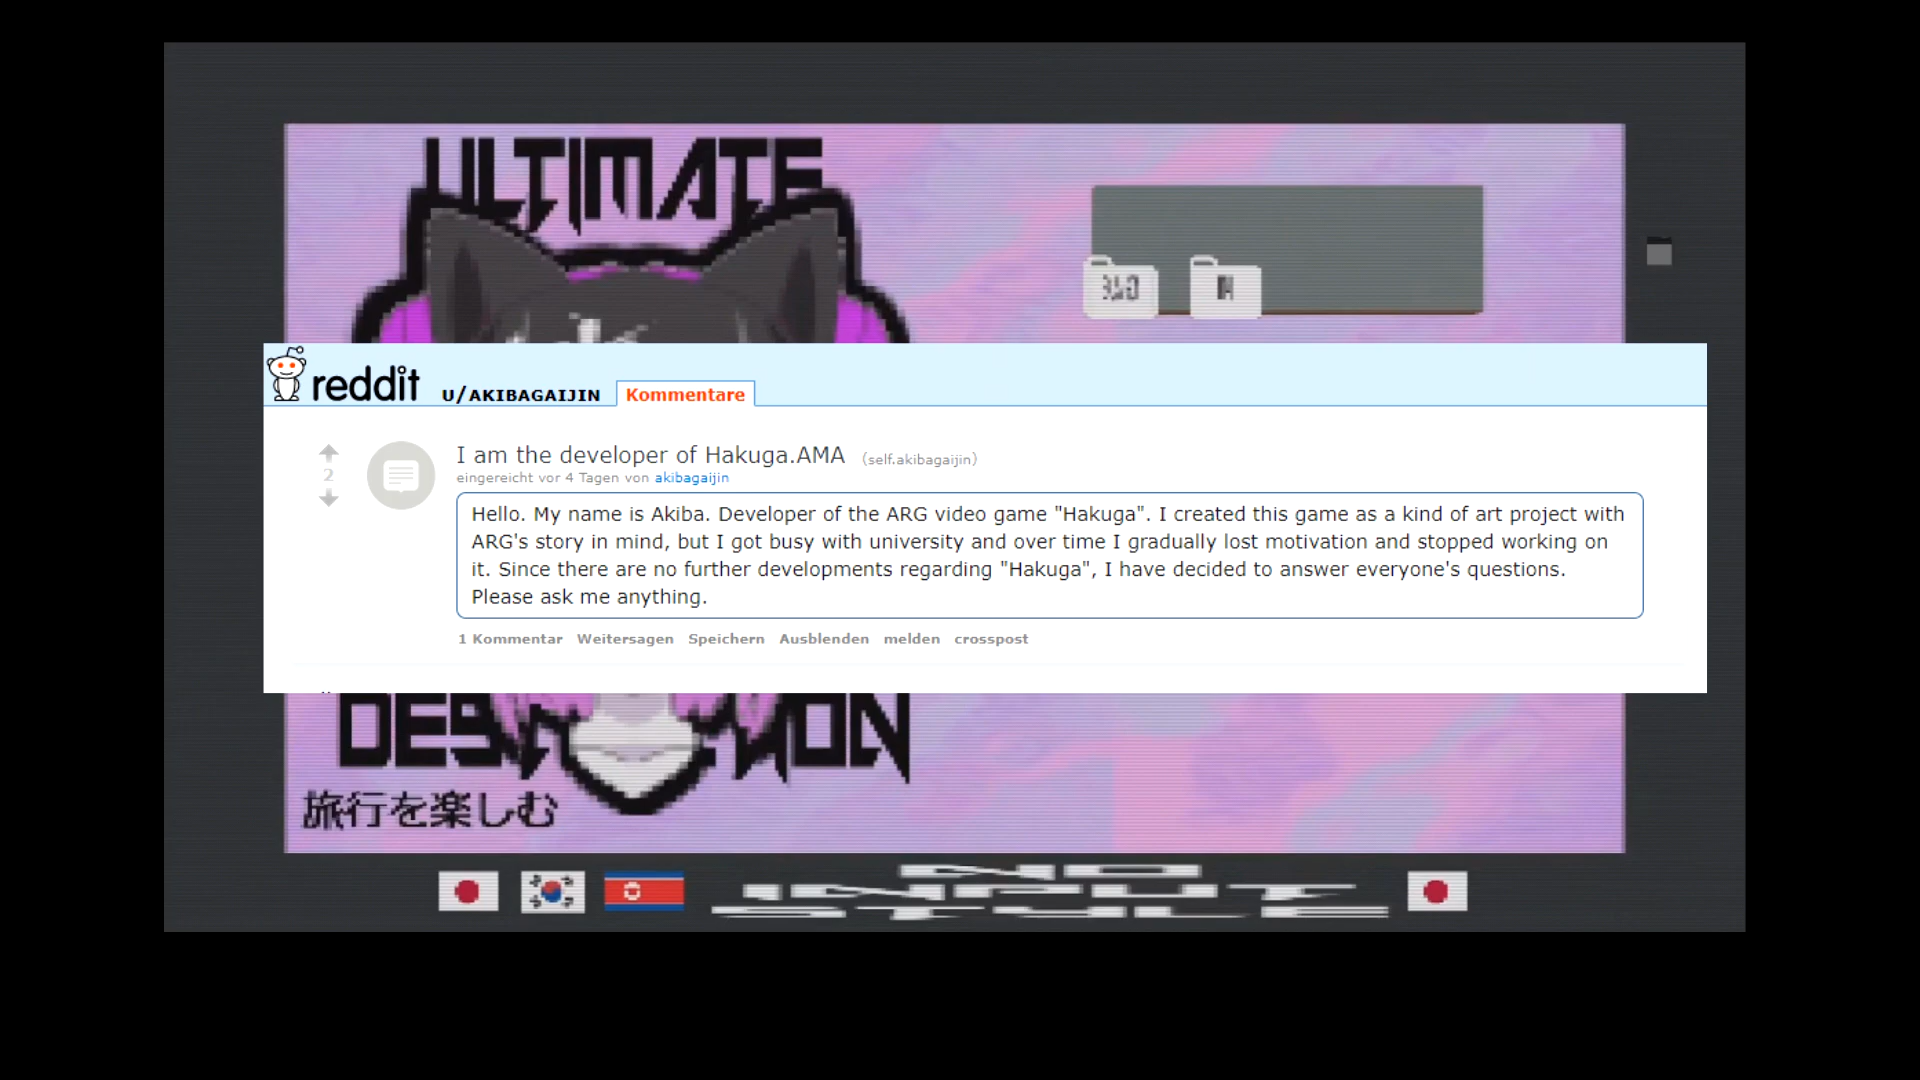 ULTIMATE
reddit U/AKIBAGAIJIN Kommentare
I am the developer of Hakuga.AMA (self.akibagaijin)
2
eingereicht vor 4 Tagen von akibagaijin
Hello. My name is Akiba. Developer of the ARG video game "Hakuga". I created this game as a kind of art project with
ARG's story in mind, but I got busy with university and over time I gradually lost motivation and stopped working on
it. Since there are no further developments regarding "Hakuga", I have decided to answer everyone's questions.
Please ask me anything.
1 Kommentar Weitersagen Speichern Ausblenden melden crosspost
旅行を楽しむ